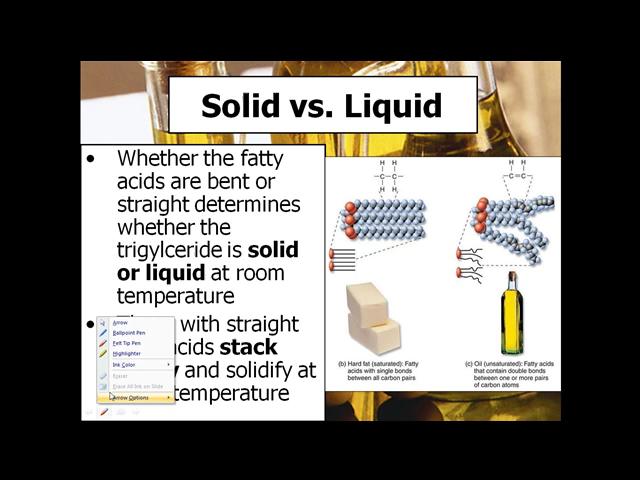 Solid vs. Liquid
• Whether the fatty
acids are bent or
straight determines
whether the
trigylceride is solid
or liquid at room
temperature
• with straight
acids stack
and solidify at
temperature
Arrow
Ballpoint Pen
Felt Tip Pen
Highlighter
Ink Color
Eraser
Erase All Ink on Slide
Arrow Options
H H
C C
H H
H H
C=C
(b) Hard fat (saturated): Fatty
acids with single bonds
between all carbon pairs
(c) Oil (unsaturated): Fatty acids
that contain double bonds
between one or more pairs
of carbon atoms